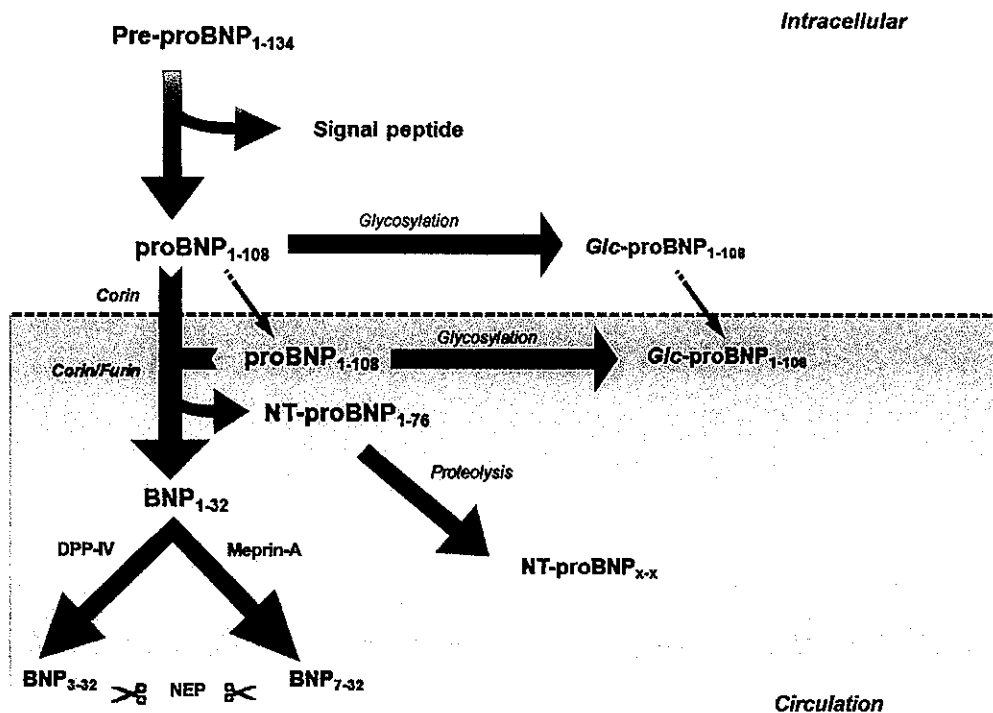 Intracellular
Pre-proBNP1-134
Signal peptide
Glycosylation
proBNP1-108
Glc-proBNP1-108
Corin
Glycosylation
proBNP1-108
Glc-proBNP1-108
Corin/Furin
NT-proBNP1-76
Proteolysis
BNP1-32
DPP-IV
Meprin-A
NT-proBNPx-x
BNP3-32
NEP
BNP7-32
Circulation